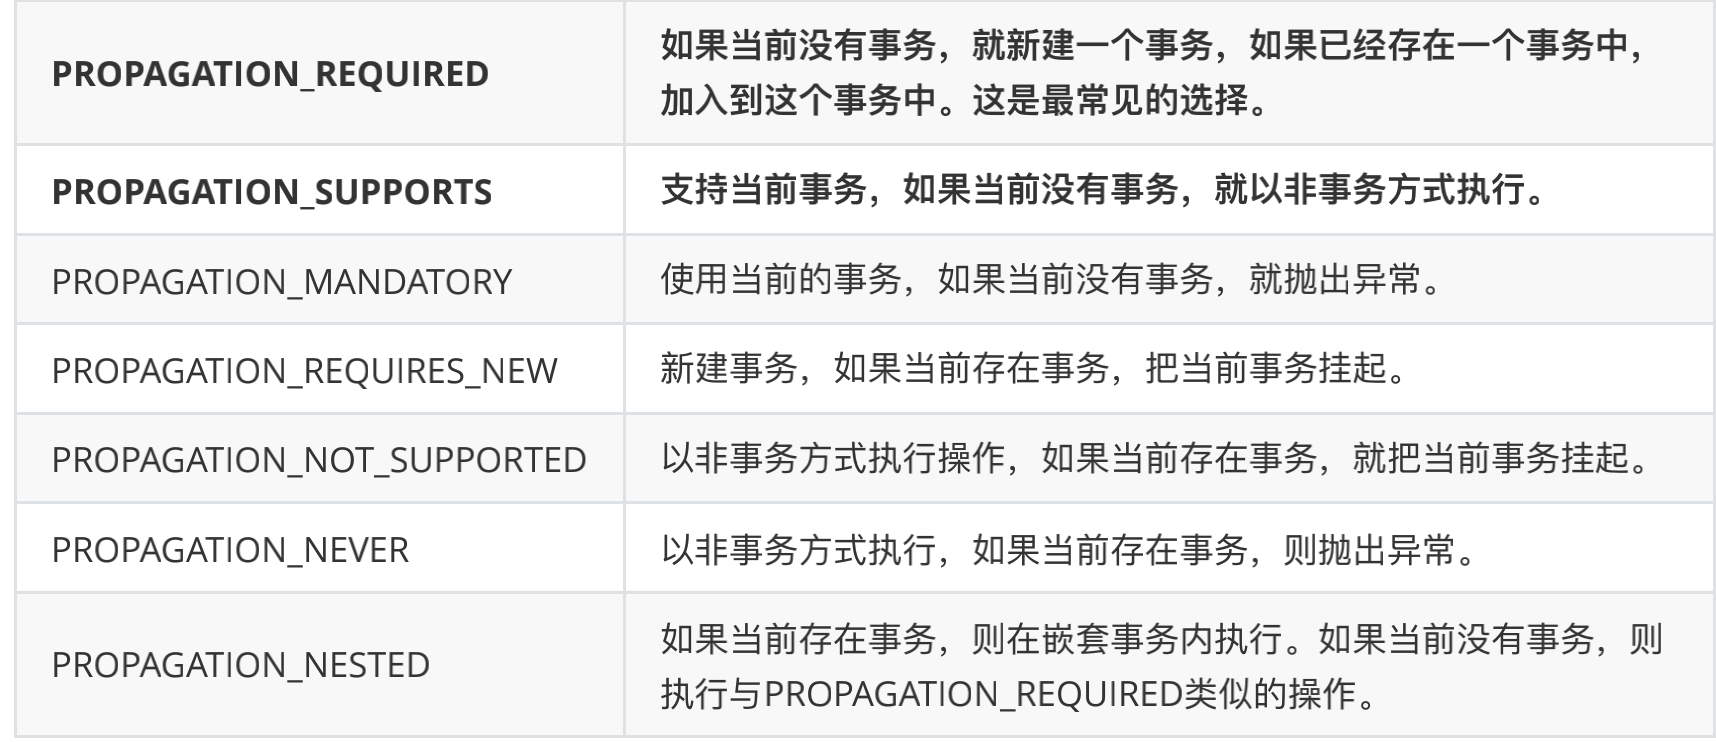 PROPAGATION_REQUIRED
如果当前没有事务，就新建一个事务，如果已经存在一个事务中，
加入到这个事务中。这是最常见的选择。
PROPAGATION_SUPPORTS
支持当前事务，如果当前没有事务，就以非事务方式执行。
PROPAGATION_MANDATORY
使用当前的事务，如果当前没有事务，就抛出异常。
PROPAGATION_REQUIRES_NEW
新建事务，如果当前存在事务，把当前事务挂起。
PROPAGATION_NOT_SUPPORTED
以非事务方式执行操作，如果当前存在事务，就把当前事务挂起。
PROPAGATION_NEVER
以非事务方式执行，如果当前存在事务，则抛出异常。
PROPAGATION_NESTED
如果当前存在事务，则在嵌套事务内执行。如果当前没有事务，则
执行与PROPAGATION_REQUIRED类似的操作。